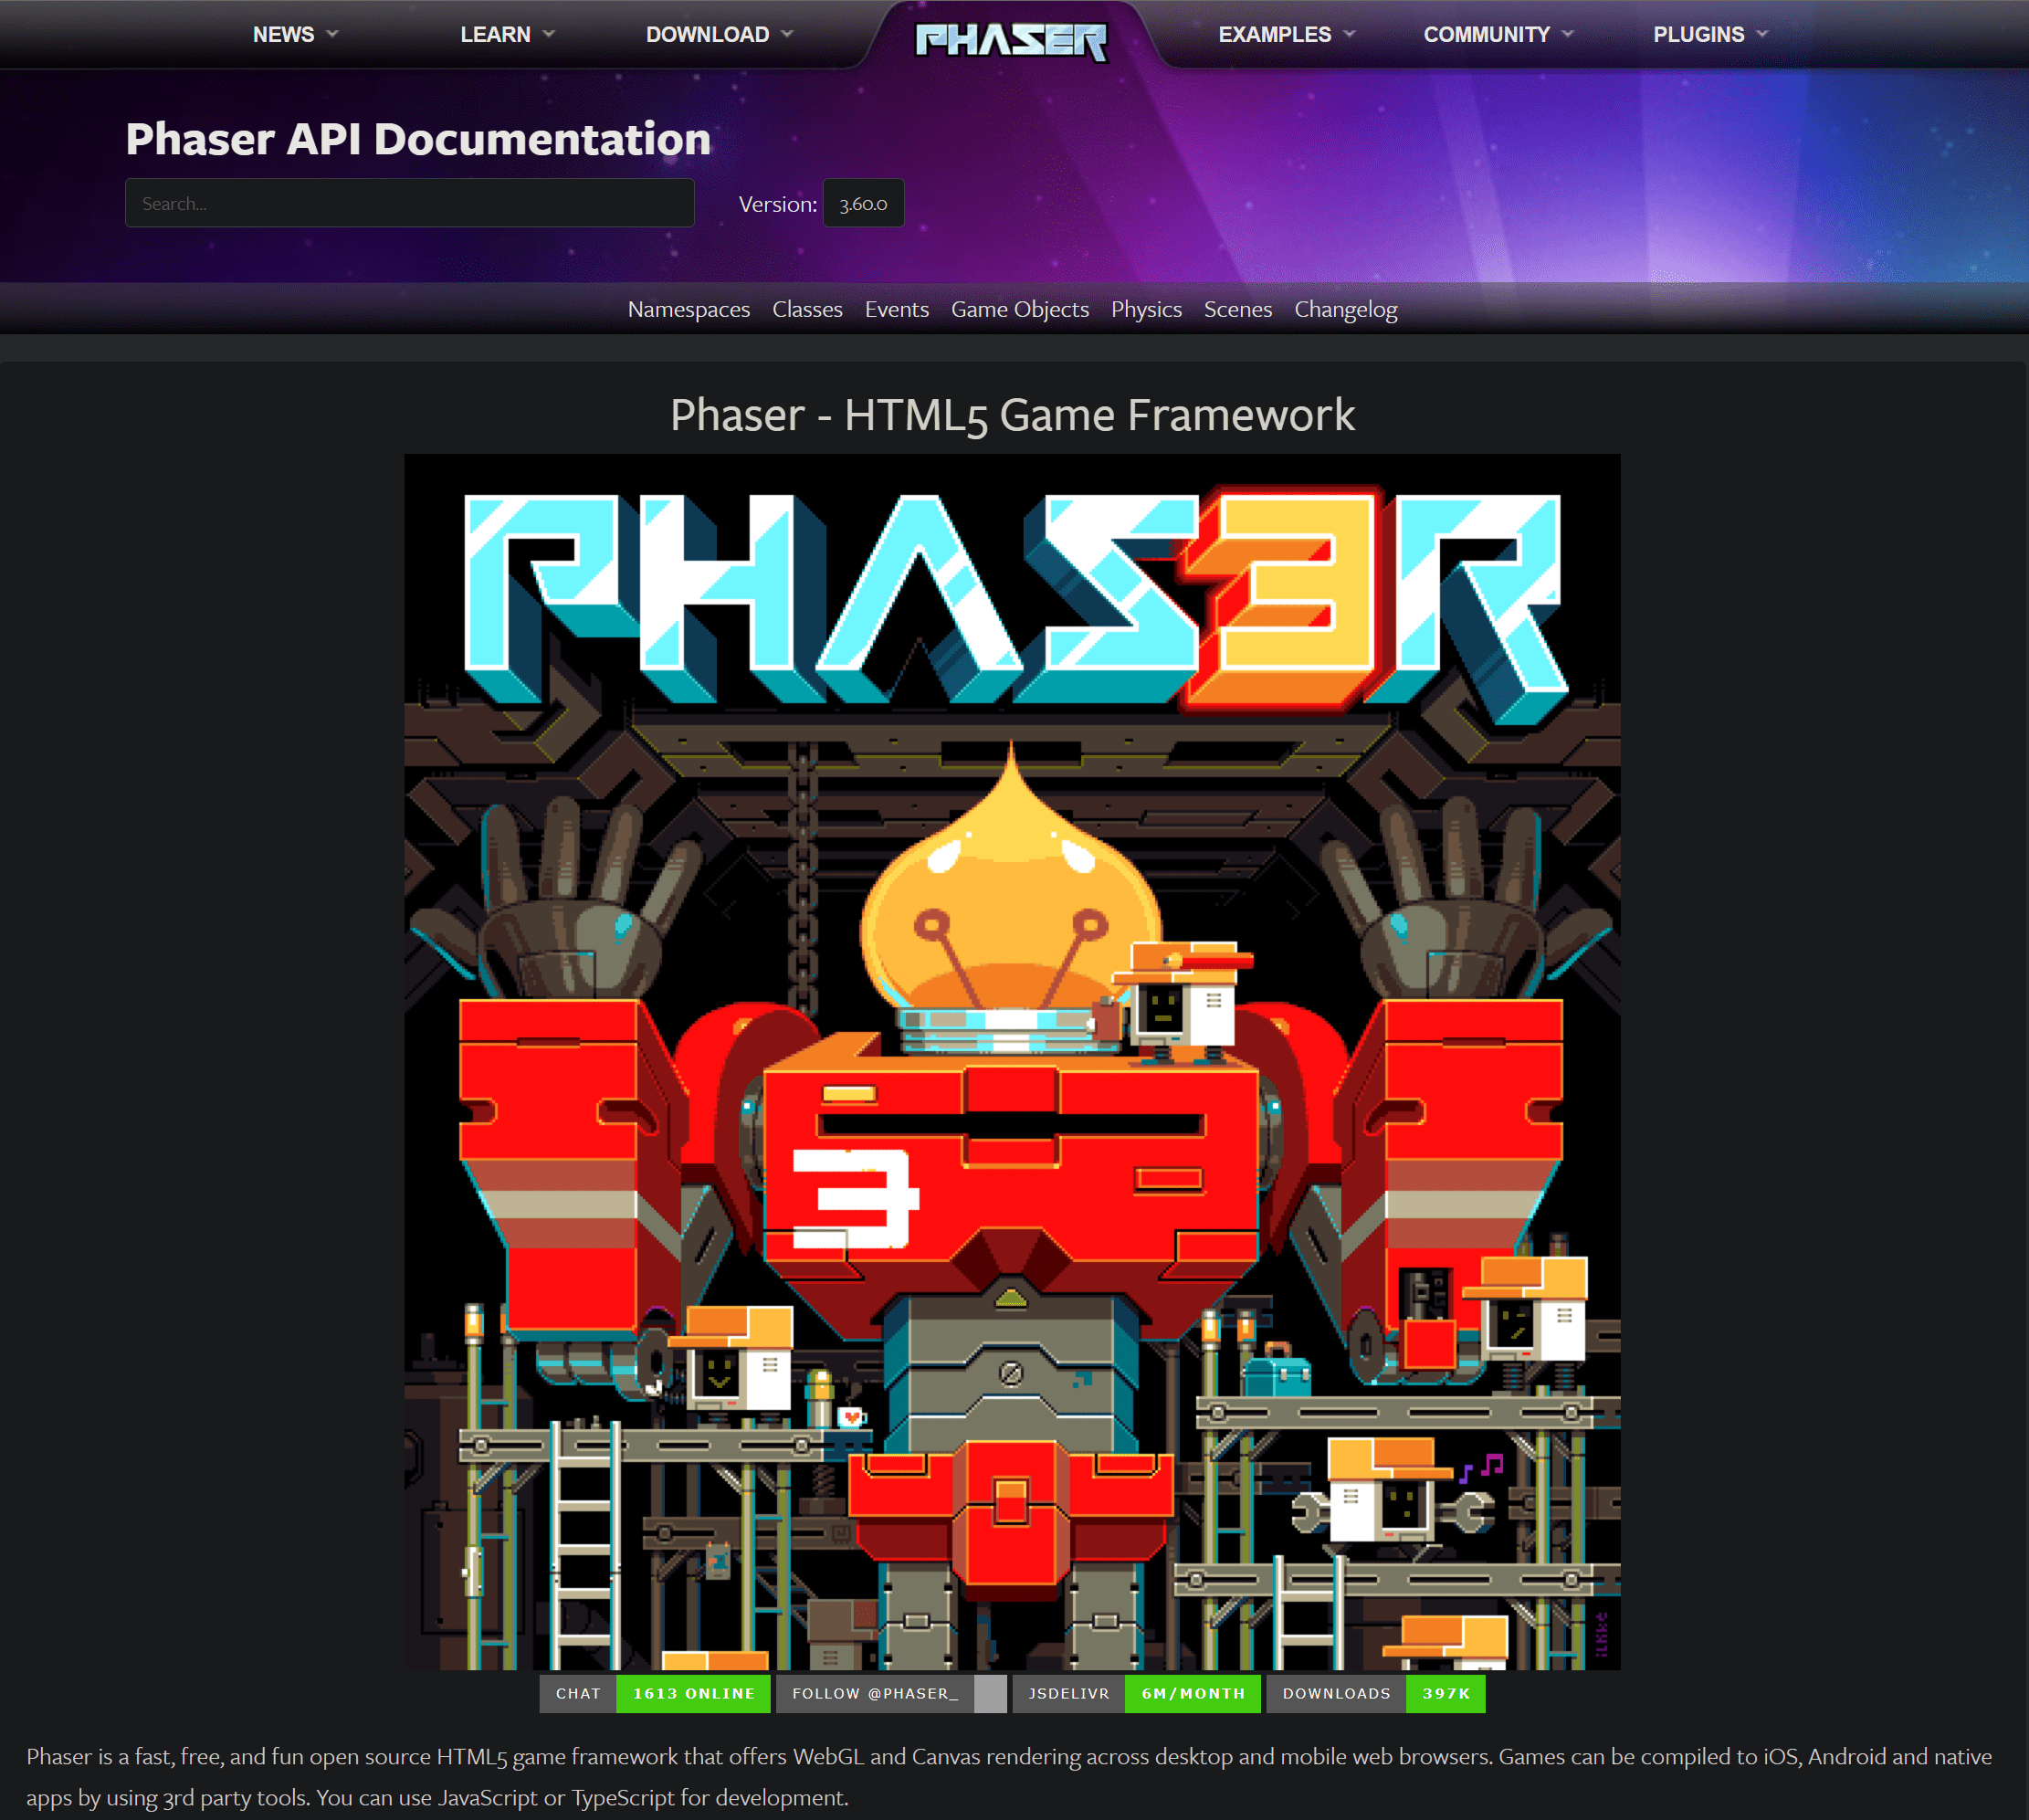 NEWS
LEARN
DOWNLOAD
PHASER
EXAMPLES
COMMUNITY
PLUGINS
Phaser API Documentation
Search...
Version: 3.60.0
Namespaces Classes Events Game Objects Physics Scenes Changelog
Phaser - HTML5 Game Framework
PHAS3R
3
CHAT 1613 ONLINE
FOLLOW @PHASER_
JSDELIVR 6M/MONTH
DOWNLOADS 397K
Phaser is a fast, free, and fun open source HTML5 game framework that offers WebGL and Canvas rendering across desktop and mobile web browsers. Games can be compiled to iOS, Android and native
apps by using 3rd party tools. You can use JavaScript or TypeScript for development.